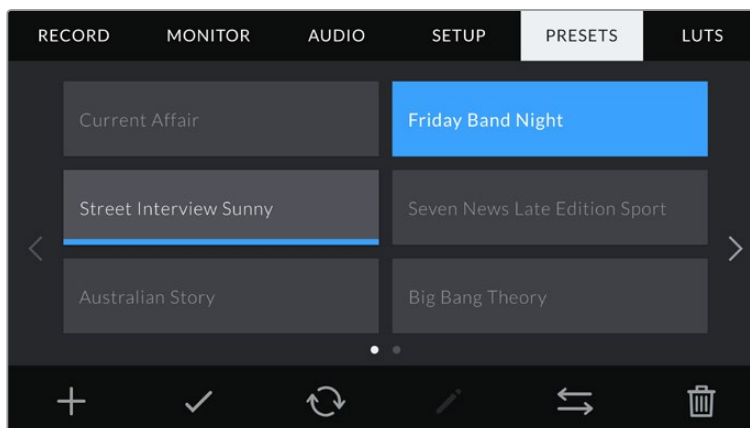 RECORD MONITOR AUDIO SETUP PRESETS LUTS
Current Affair Friday Band Night
Street Interview Sunny Seven News Late Edition Sport
Australian Story Big Bang Theory